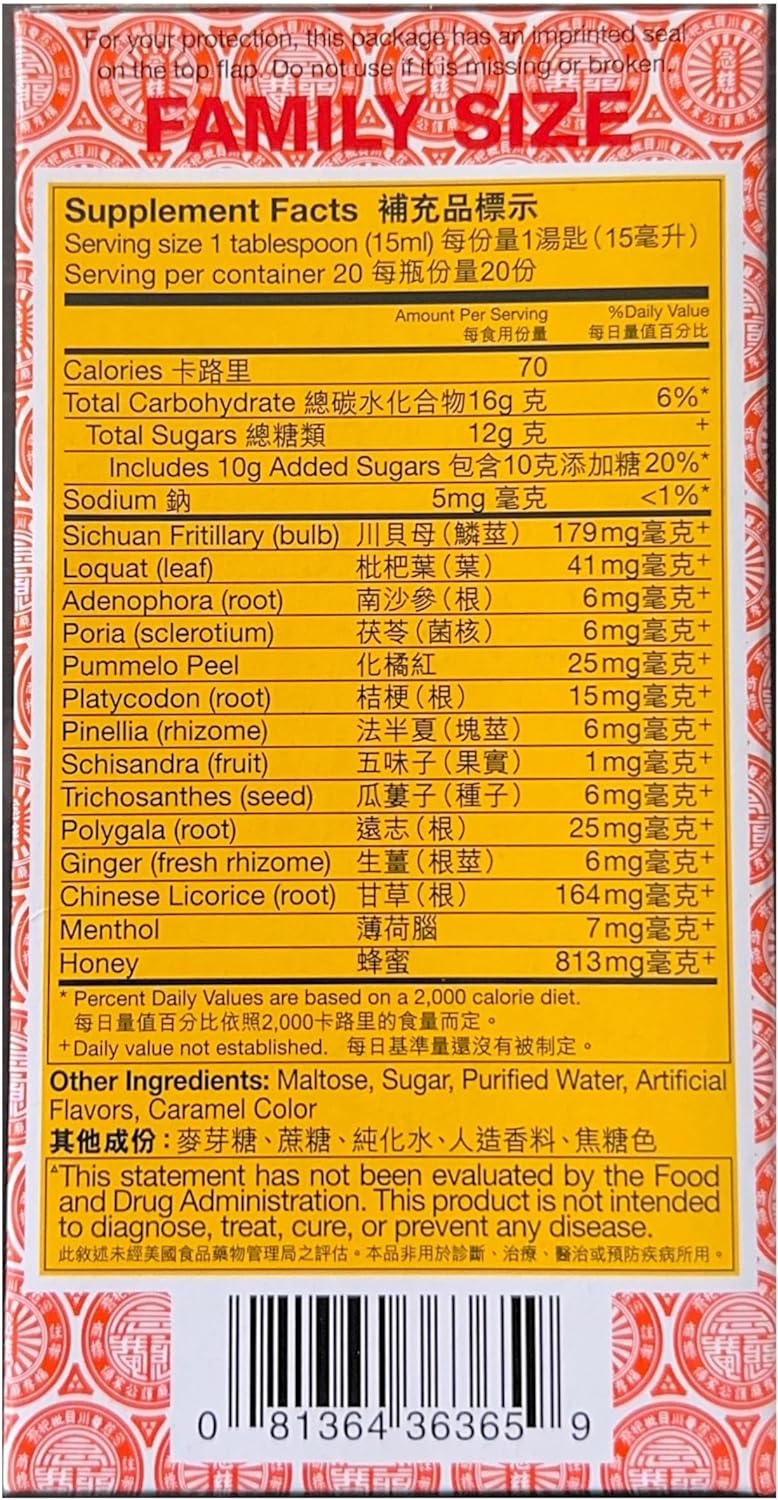 For your protection, this package has an imprinted seal
on the top flap. Do not use if it is missing or broken.
FAMILY SIZE
Supplement Facts 補充品標示
Serving size 1 tablespoon (15ml) 每份量1湯匙(15毫升)
Serving per container 20 每瓶份量20份
Amount Per Serving %Daily Value
每食用份量 每日量值百分比
Calories 卡路里 70
Total Carbohydrate 總碳水化合物 16g 克 6%*
Total Sugars 總糖類 12g 克 +
Includes 10g Added Sugars 包含10克添加糖 20%*
Sodium 鈉 5mg 毫克 <1%*
Sichuan Fritillary (bulb) 川貝母(鱗莖) 179mg毫克+
Loquat (leaf) 枇杷葉(葉) 41mg毫克+
Adenophora (root) 南沙參(根) 6mg毫克+
Poria (sclerotium) 茯苓(菌核) 6mg毫克+
Pummelo Peel 化橘紅 25mg毫克+
Platycodon (root) 桔梗(根) 15mg毫克+
Pinellia (rhizome) 法半夏(塊莖) 6mg毫克+
Schisandra (fruit) 五味子(果實) 1mg毫克+
Trichosanthes (seed) 瓜蔞子(種子) 6mg毫克+
Polygala (root) 遠志(根) 25mg毫克+
Ginger (fresh rhizome) 生薑(根莖) 6mg毫克+
Chinese Licorice (root) 甘草(根) 164mg毫克+
Menthol 薄荷腦 7mg毫克+
Honey 蜂蜜 813mg毫克+
* Percent Daily Values are based on a 2,000 calorie diet.
每日量值百分比依照2,000卡路里的食量而定。
+Daily value not established. 每日基準量還沒有被制定。
Other Ingredients: Maltose, Sugar, Purified Water, Artificial
Flavors, Caramel Color
其他成份:麥芽糖、蔗糖、純化水、人造香料、焦糖色
△This statement has not been evaluated by the Food
and Drug Administration. This product is not intended
to diagnose, treat, cure, or prevent any disease.
此敘述未經美國食品藥物管理局之評估。本品非用於診斷、治療、醫治或預防疾病所用。
0 81364 36365 9